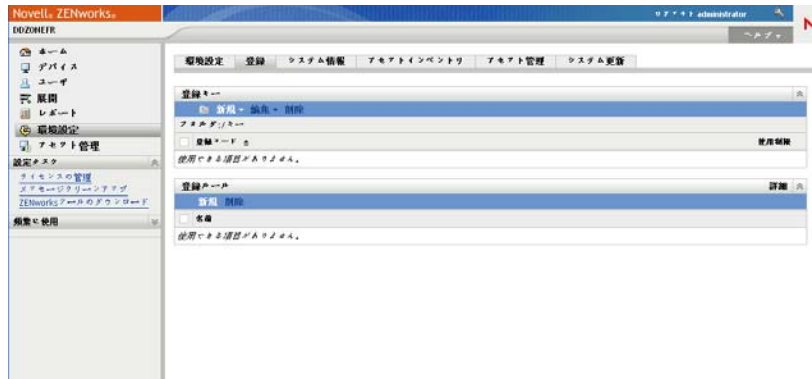 Novell® ZENworks®
ログアウト administrator
DDZONEFR
ヘルプ
ホーム
デバイス
ユーザ
展開
レポート
環境設定
アセット管理
設定タスク
ライセンスの管理
メッセージクリーンアップ
ZENworksツールのダウンロード
頻繁に使用
環境設定 登録 システム情報 アセットインベントリ アセット管理 システム更新
登録キー
新規 編集 削除
フォルダ:/キー
登録コード 使用制限
使用できる項目がありません。
登録ルール 詳細
新規 削除
名前
使用できる項目がありません。